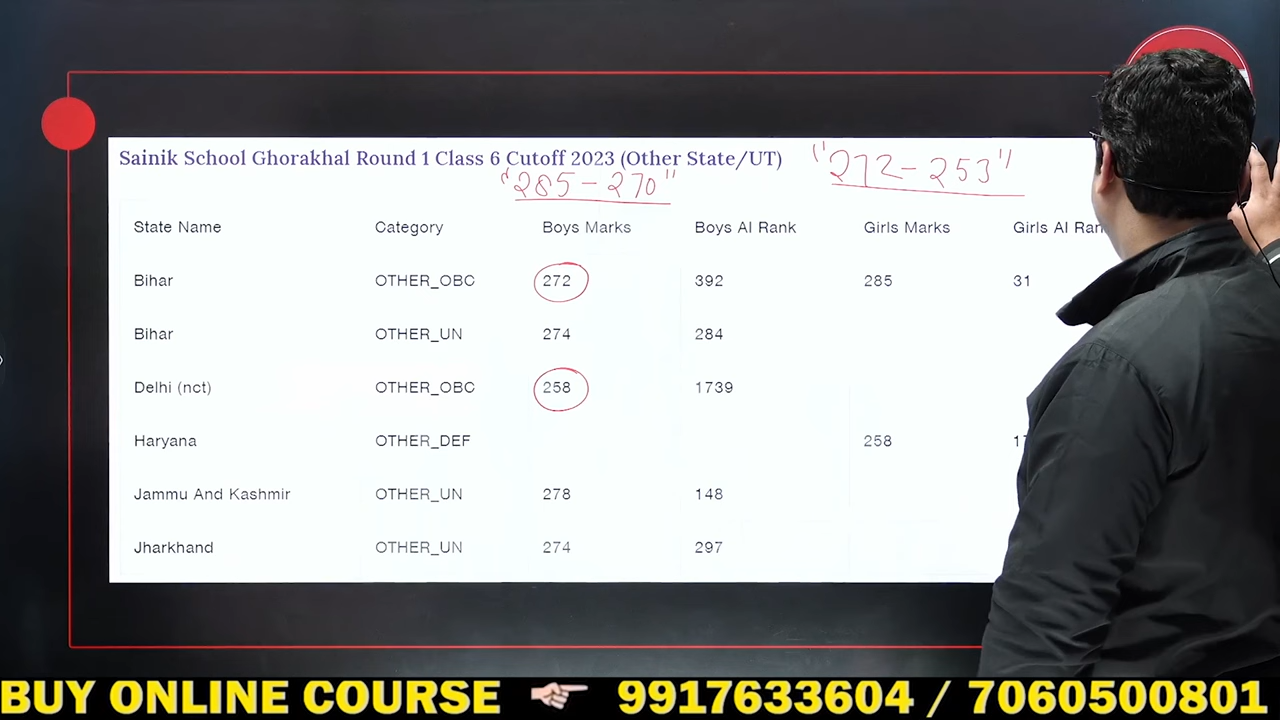 Sainik School Ghorakhal Round 1 Class 6 Cutoff 2023 (Other State/UT)
"285 - 270"
"272 - 253"
State Name Category Boys Marks Boys AI Rank Girls Marks Girls AI
Bihar OTHER_OBC 272 392 285 31
Bihar OTHER_UN 274 284
Delhi (nct) OTHER_OBC 258 1739
Haryana OTHER_DEF 258
Jammu And Kashmir OTHER_UN 278 148
Jharkhand OTHER_UN 274 297
BUY ONLINE COURSE 9917633604 / 7060500801